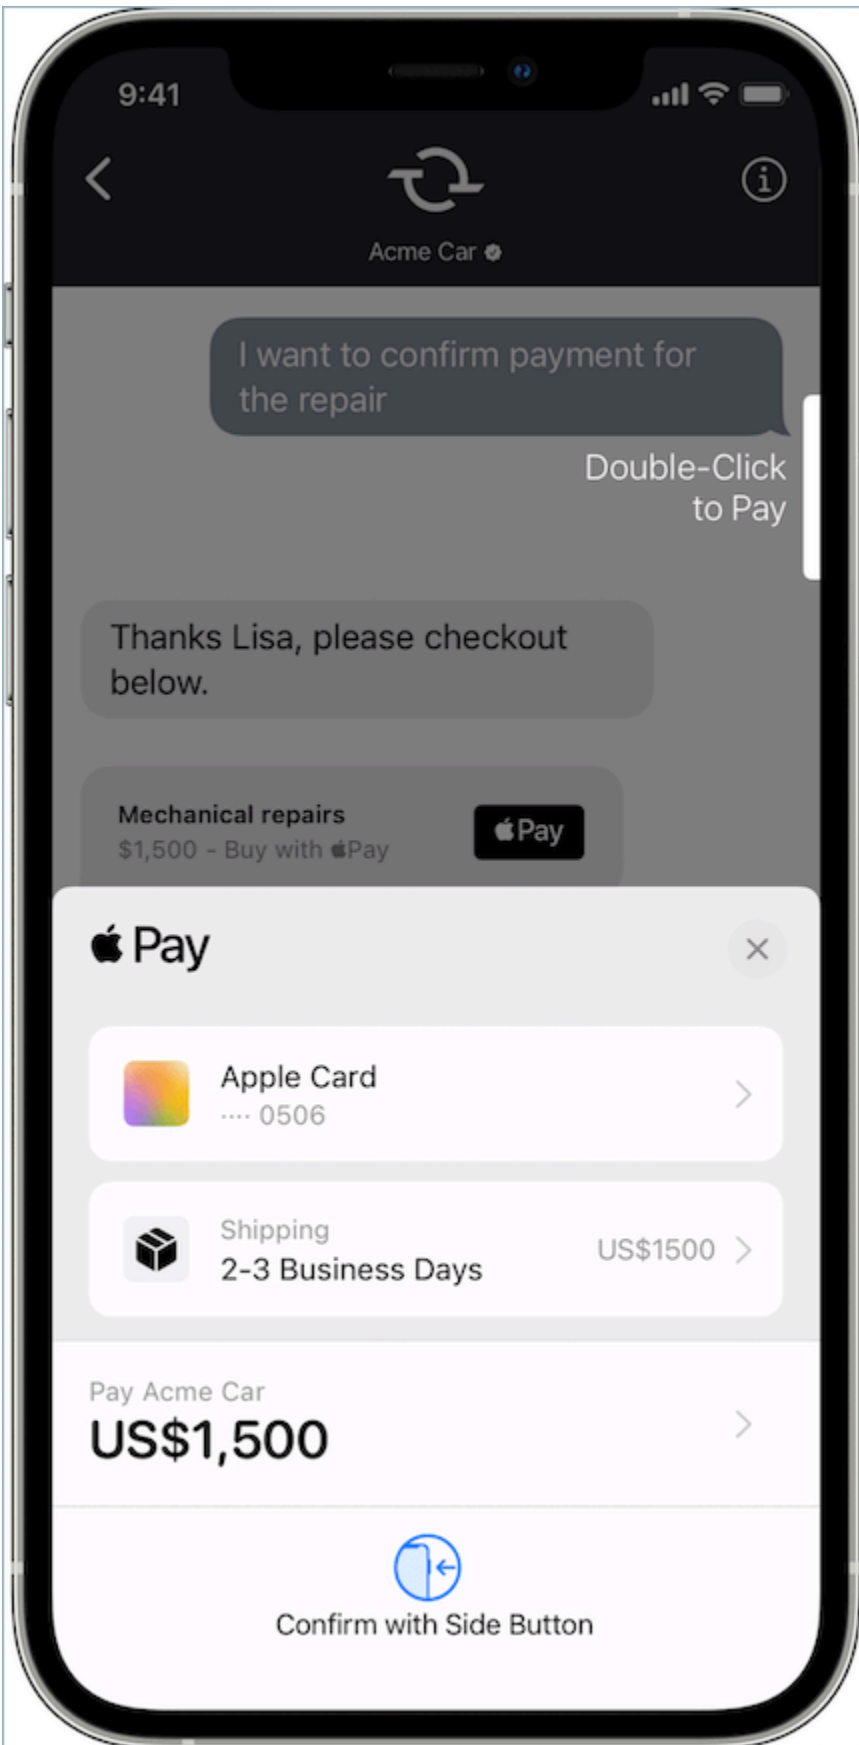 9:41
Acme Car
I want to confirm payment for
the repair
Double-Click
to Pay
Thanks Lisa, please checkout
below.
Mechanical repairs
$1,500 - Buy with Pay
Pay
Pay
Apple Card
···· 0506
Shipping
2-3 Business Days
US$1500
Pay Acme Car
US$1,500
Confirm with Side Button